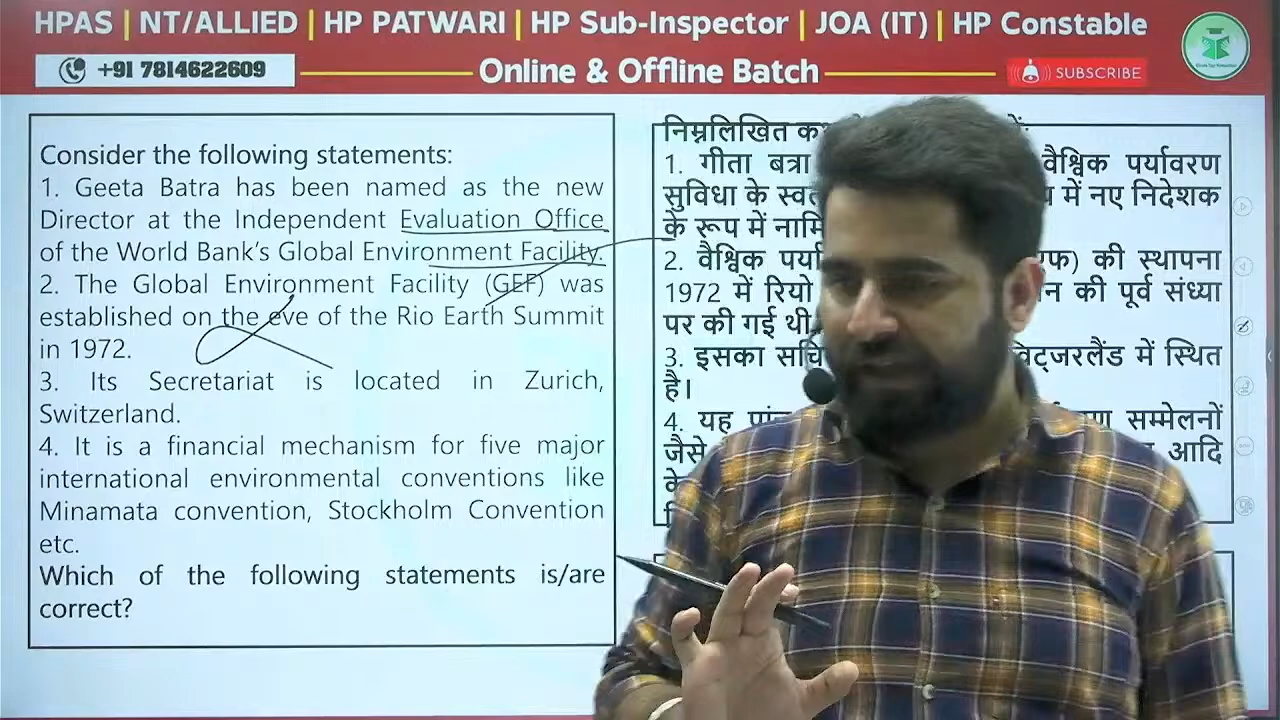 HPAS | NT/ALLIED | HP PATWARI | HP Sub-Inspector | JOA (IT) | HP Constable
+91 7814622609
Online & Offline Batch
SUBSCRIBE
Consider the following statements:
1. Geeta Batra has been named as the new
Director at the Independent Evaluation Office
of the World Bank's Global Environment Facility.
2. The Global Environment Facility (GEF) was
established on the eve of the Rio Earth Summit
in 1972.
3. Its Secretariat is located in Zurich,
Switzerland.
4. It is a financial mechanism for five major
international environmental conventions like
Minamata convention, Stockholm Convention
etc.
Which of the following statements is/are
correct?
निम्नलिखित
1. गीता बत्रा वैश्विक पर्यावरण
सुविधा के में नए निदेशक
के रूप में
2. वैश्विक की स्थापना
1972 में रियो की पूर्व संध्या
पर की गई थी
3. इसका में स्थित
है।
4. यह सम्मेलनों
जैसे आदि